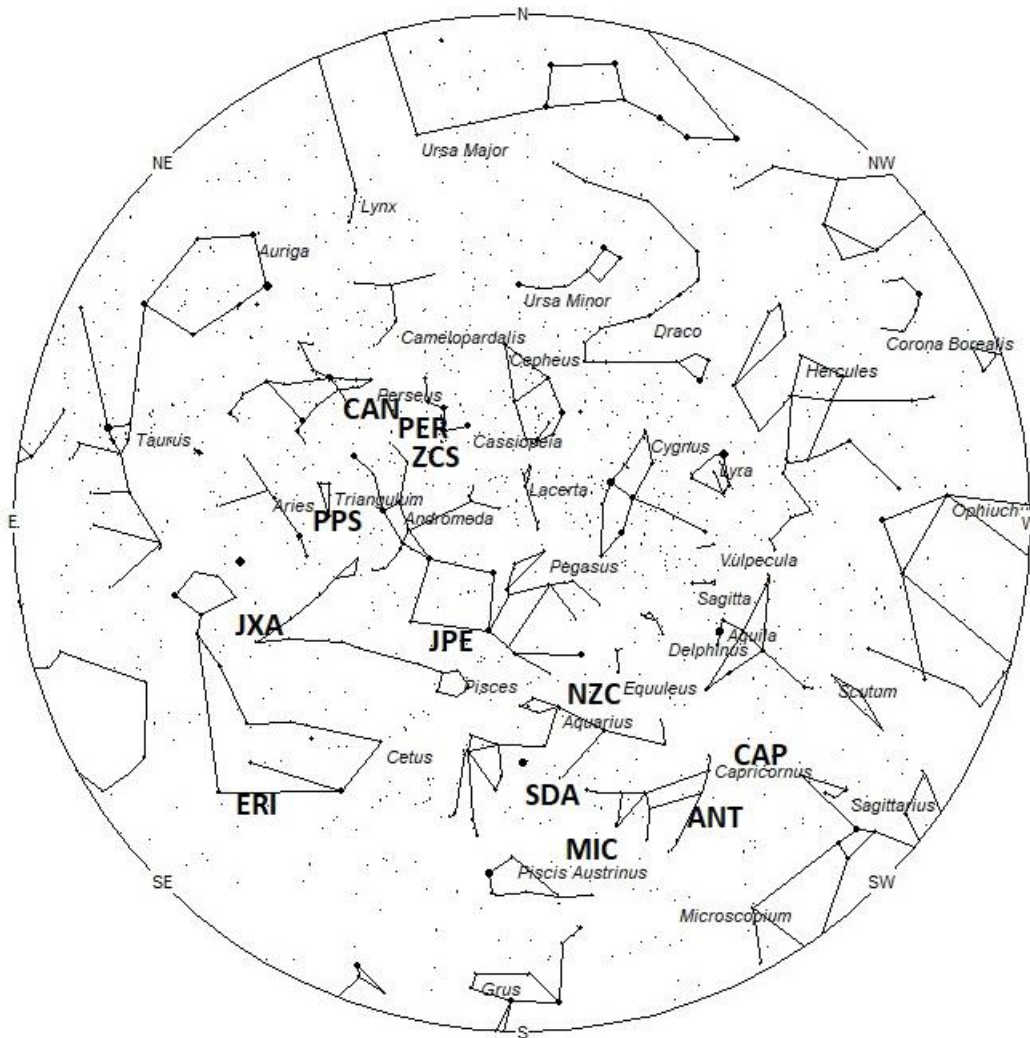 N
NE
NW
Ursa Major
Lynx
Auriga
Ursa Minor
Camelopardalis
Draco
Cepheus
Corona Borealis
Hercules
Perseus
CAN
PER
Cassiopeia
Taurus
ZCS
Cygnus
Lyra
Lacerta
Aries
Triangulum
Andromeda
PPS
Ophiuch
E
W
Pegasus
Vulpecula
Sagitta
JXA
JPE
Aquila
Delphinus
Pisces
NZC
Equuleus
Scutum
Aquarius
Cetus
CAP
Capricornus
ERI
SDA
Sagittarius
ANT
MIC
Piscis Austrinus
SE
SW
Microscopium
Grus
S